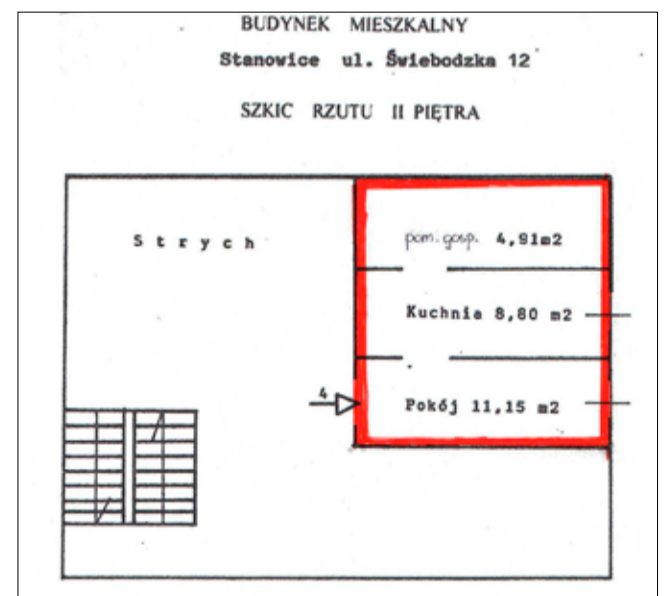 BUDYNEK MIESZKALNY
Stanowice ul. Świebodzka 12
SZKIC RZUTU II PIĘTRA
S t r y c h
pom. gosp. 4,91m2
Kuchnia 8,80 m2
4
Pokój 11,15 m2